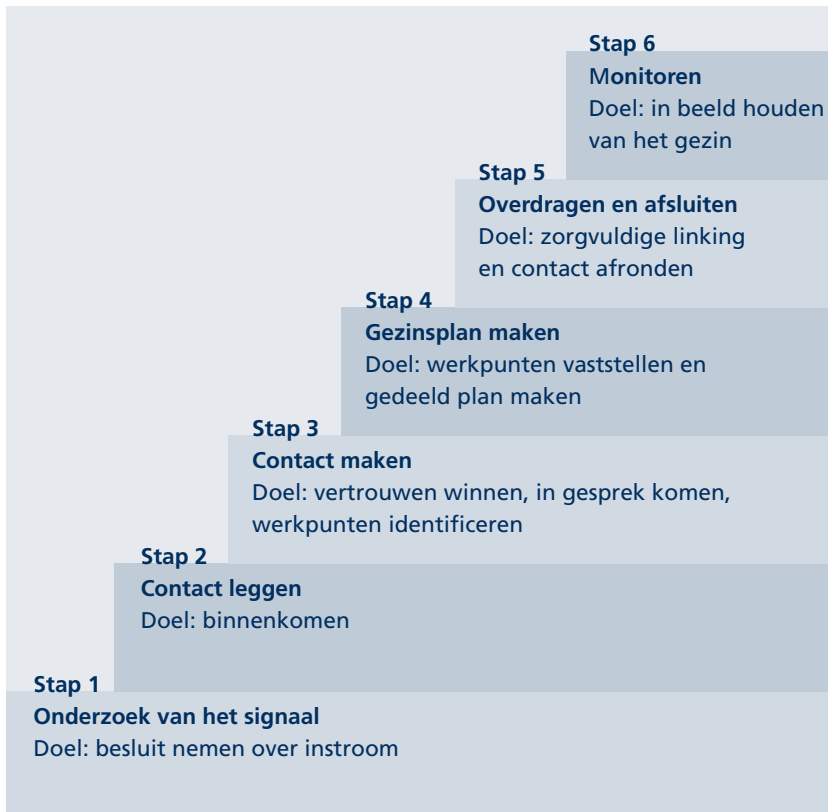 Stap 6
Monitoren
Doel: in beeld houden
van het gezin
Stap 5
Overdragen en afsluiten
Doel: zorgvuldige linking
en contact afronden
Stap 4
Gezinsplan maken
Doel: werkpunten vaststellen en
gedeeld plan maken
Stap 3
Contact maken
Doel: vertrouwen winnen, in gesprek komen,
werkpunten identificeren
Stap 2
Contact leggen
Doel: binnenkomen
Stap 1
Onderzoek van het signaal
Doel: besluit nemen over instroom